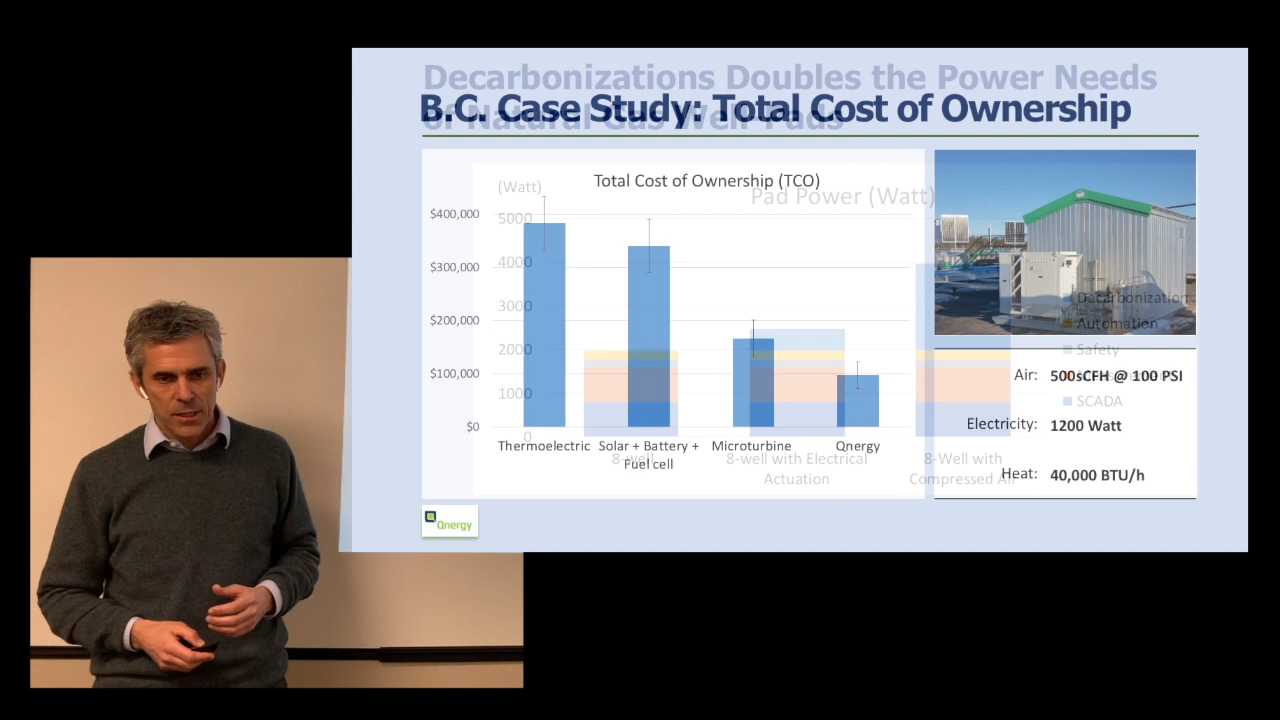 Decarbonizations Doubles the Power Needs
of Natural Gas Well Pads
B.C. Case Study: Total Cost of Ownership
Total Cost of Ownership (TCO)
$400,000
$300,000
$200,000
$100,000
$0
Thermoelectric
Solar + Battery +
Fuel cell
Microturbine
Qnergy
(Watt)
Pad Power (Watt)
5000
4000
3000
2000
1000
0
8-well
8-well with Electrical
Actuation
8-Well with
Compressed Air
Decarbonization
Automation
Safety
SCADA
Air: 500sCFH @ 100 PSI
Electricity: 1200 Watt
Heat: 40,000 BTU/h
Qnergy